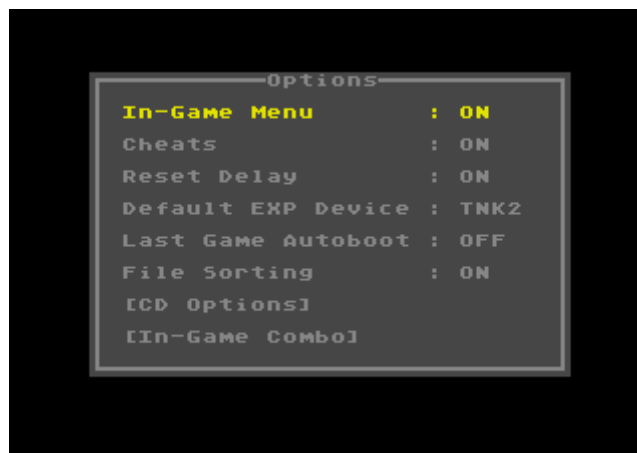 Options
In-Game Menu : ON
Cheats : ON
Reset Delay : ON
Default EXP Device : TNK2
Last Game Autoboot : OFF
File Sorting : ON
[CD Options]
[In-Game Combo]